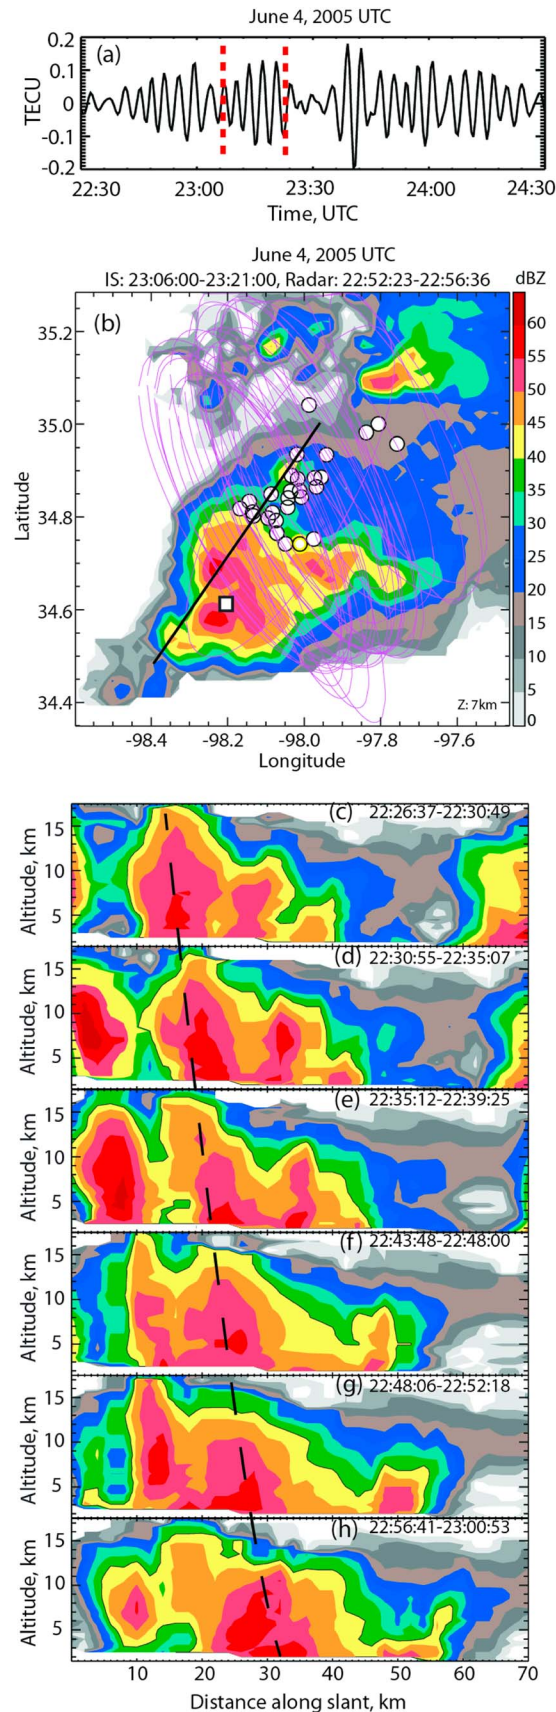 June 4, 2005 UTC
(a)
TECU
0.2
0.1
0
-0.1
-0.2
22:30 23:00 23:30 24:00 24:30
Time, UTC
June 4, 2005 UTC
IS: 23:06:00-23:21:00, Radar: 22:52:23-22:56:36
dBZ
(b)
Latitude
35.2
35.0
34.8
34.6
34.4
60
55
50
45
40
35
30
25
20
15
10
5
0
Z: 7km
-98.4 -98.2 -98.0 -97.8 -97.6
Longitude
(c) 22:26:37-22:30:49
Altitude, km
15
10
5
(d) 22:30:55-22:35:07
Altitude, km
15
10
5
(e) 22:35:12-22:39:25
Altitude, km
15
10
5
(f) 22:43:48-22:48:00
Altitude, km
15
10
5
(g) 22:48:06-22:52:18
Altitude, km
15
10
5
(h) 22:56:41-23:00:53
Altitude, km
15
10
5
10 20 30 40 50 60 70
Distance along slant, km